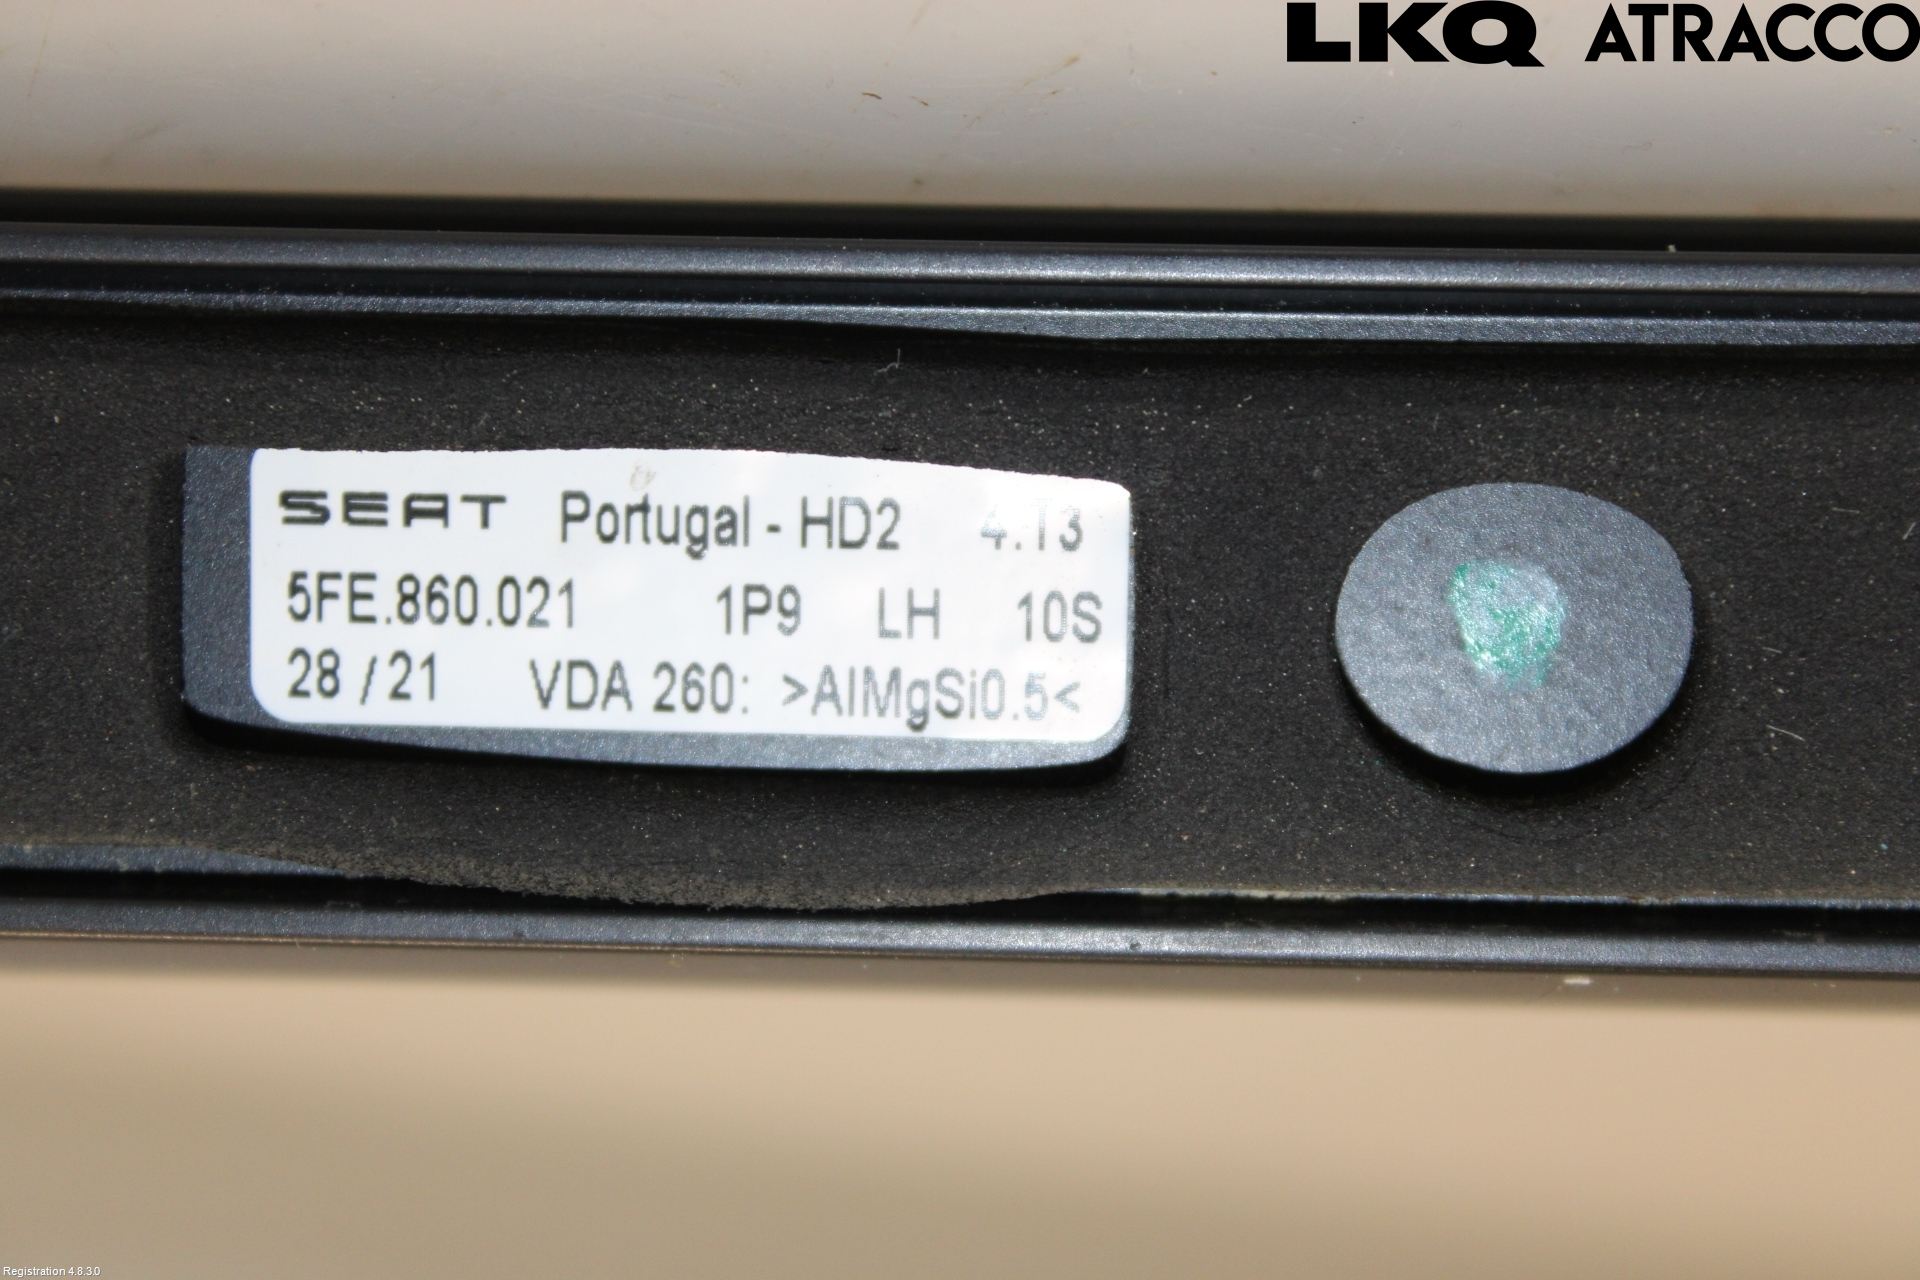 LKQ ATRACCO
SEAT Portugal - HD2 4.13
5FE.860.021 1P9 LH 10S
28 / 21 VDA 260: >AlMgSi0.5<
Registration 4.8.3.0